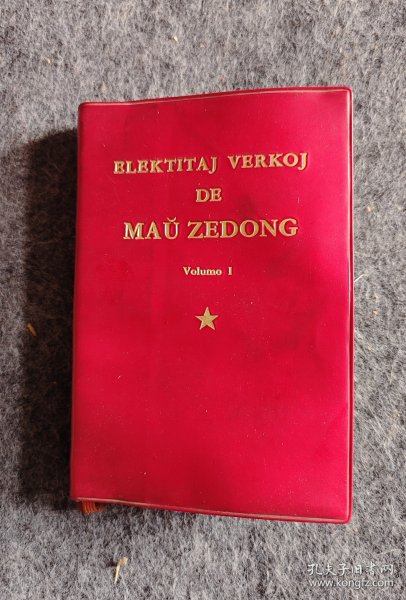 ELEKTITAJ VERKOJ
DE
MAŬ ZEDONG
Volumo I
孔夫子旧书网
www.kongfz.com